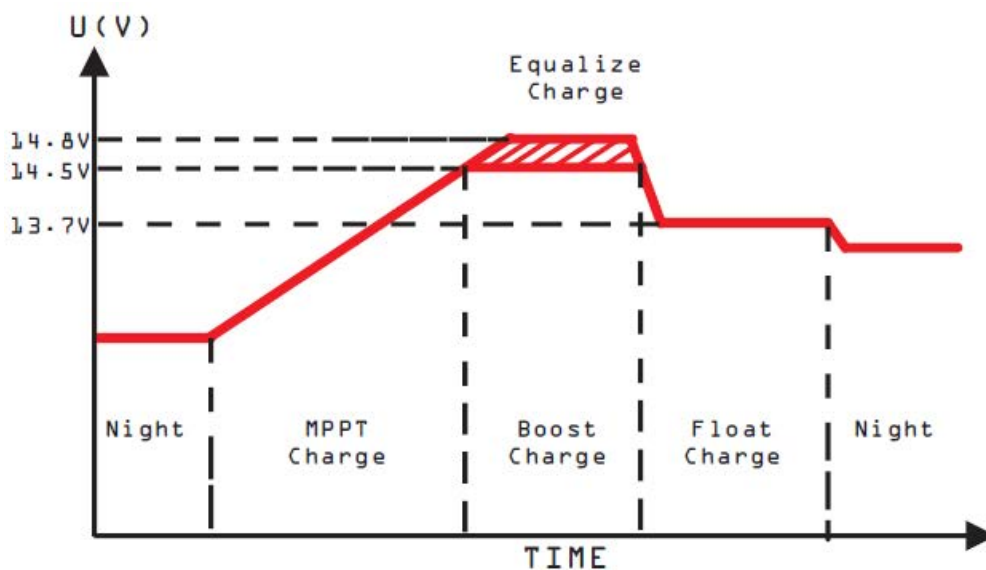 U(V)
Equalize
Charge
14.8V
14.5V
13.7V
Night
MPPT
Charge
Boost
Charge
Float
Charge
Night
TIME